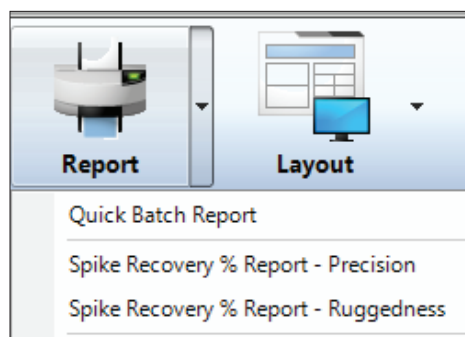 Report
Layout
Quick Batch Report
Spike Recovery % Report - Precision
Spike Recovery % Report - Ruggedness